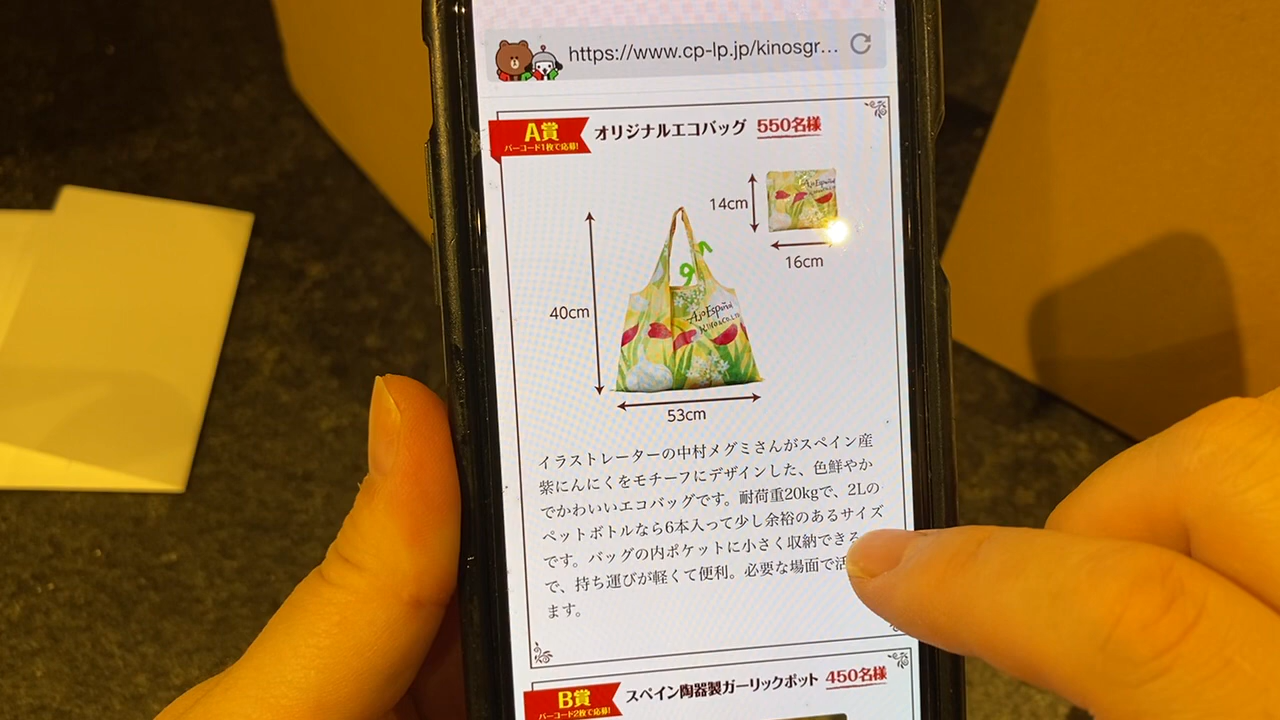 https://www.cp-lp.jp/kinosgr...
A賞
バーコード1枚で応募!
オリジナルエコバッグ 550名様
14cm
16cm
40cm
AjoEspañol
53cm
イラストレーターの中村メグミさんがスペイン産
紫にんにくをモチーフにデザインした、色鮮やか
でかわいいエコバッグです。耐荷重20kgで、2Lの
ペットボトルなら6本入って少し余裕のあるサイズ
です。バッグの内ポケットに小さく収納できる
で、持ち運びが軽くて便利。必要な場面で活
ます。
B賞
バーコード2枚で応募!
スペイン陶器製ガーリックポット 450名様